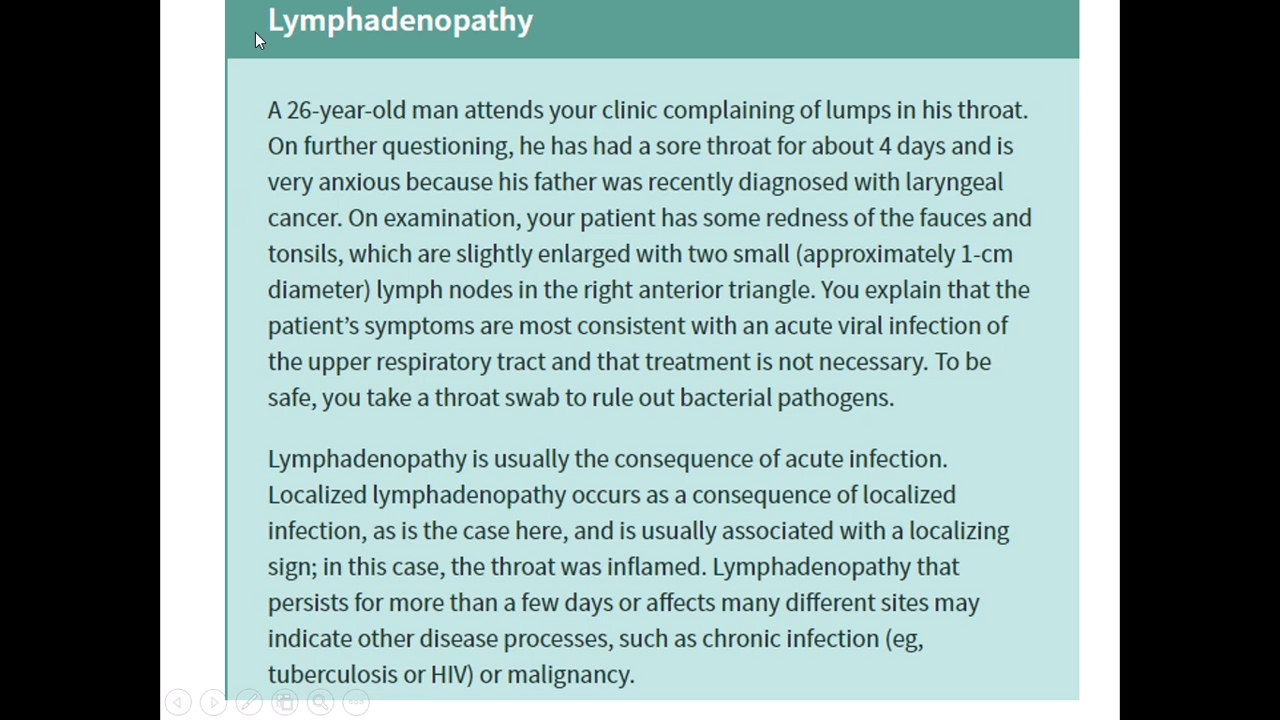 Lymphadenopathy
A 26-year-old man attends your clinic complaining of lumps in his throat.
On further questioning, he has had a sore throat for about 4 days and is
very anxious because his father was recently diagnosed with laryngeal
cancer. On examination, your patient has some redness of the fauces and
tonsils, which are slightly enlarged with two small (approximately 1-cm
diameter) lymph nodes in the right anterior triangle. You explain that the
patient’s symptoms are most consistent with an acute viral infection of
the upper respiratory tract and that treatment is not necessary. To be
safe, you take a throat swab to rule out bacterial pathogens.
Lymphadenopathy is usually the consequence of acute infection.
Localized lymphadenopathy occurs as a consequence of localized
infection, as is the case here, and is usually associated with a localizing
sign; in this case, the throat was inflamed. Lymphadenopathy that
persists for more than a few days or affects many different sites may
indicate other disease processes, such as chronic infection (eg,
tuberculosis or HIV) or malignancy.